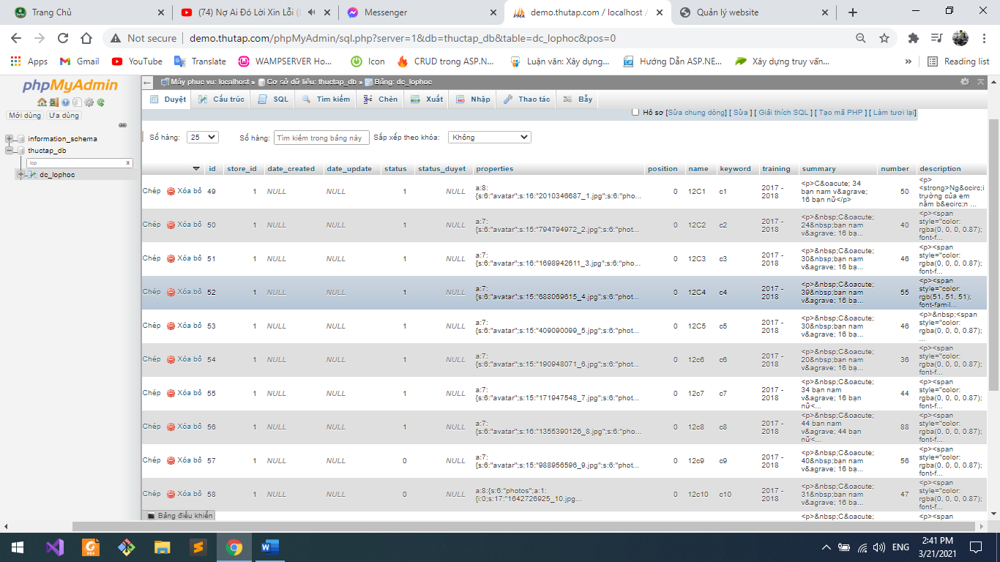 Trang Chủ
(74) Nợ Ai Đó Lời Xin Lỗi (
Messenger
demo.thutap.com / localhost /
Quản lý website
Not secure
demo.thutap.com/phpMyAdmin/sql.php?server=1&db=thuctap_db&table=dc_lophoc&pos=0
Apps
Gmail
YouTube
Translate
WAMPSERVER Ho...
Icon
CRUD trong ASP.N...
Luận văn: Xây dựng...
Hướng Dẫn ASP.NE...
Xây dựng truy vấn...
»
Reading list
phpMyAdmin
Mới dùng
Ưa dùng
information_schema
thuctap_db
lop
X
dc_lophoc
Máy phục vụ: localhost » Cơ sở dữ liệu: thuctap_db » Bảng: dc_lophoc
Duyệt
Cấu trúc
SQL
Tìm kiếm
Chèn
Xuất
Nhập
Thao tác
Bẫy
Hồ sơ [Sửa chung dòng] [ Sửa ] [ Giải thích SQL ] [ Tạo mã PHP ] [ Làm tươi lại]
Số hàng:
25
Số hàng:
Tìm kiếm trong bảng này
Sắp xếp theo khóa:
Không
id store_id date_created date_update status status_duyet properties position name keyword training summary number description
Chép Xóa bỏ 49 1 NULL NULL 1 NULL a:8:
{s:6:"avatar";s:16:"2010346687_1.jpg";s:6:"pho... 0 12C1 c1 2017 -
2018 <p>C&oacute; 34
bạn nam v&agrave;
16 bạn nữ</p> 50 <p>
<strong>Ng&ocirc;i
trường của em
nằm b&ecirc;n ...
Chép Xóa bỏ 50 1 NULL NULL 1 NULL a:7:
{s:6:"avatar";s:15:"794794972_2.jpg";s:6:"phot... 0 12C2 c2 2017 -
2018 <p>&nbsp;C&oacute;
24&nbsp;bạn nam
v&agrave; 16 bạ... 40 <p><span
style="color:
rgba(0, 0, 0, 0.87);
font-f...
Chép Xóa bỏ 51 1 NULL NULL 1 NULL a:7:
{s:6:"avatar";s:16:"1698942611_3.jpg";s:6:"pho... 0 12C3 c3 2017 -
2018 <p>&nbsp;C&oacute;
30&nbsp;bạn nam
v&agrave; 16 bạ... 46 <p><span
style="color:
rgba(0, 0, 0, 0.87);
font-f...
Chép Xóa bỏ 52 1 NULL NULL 1 NULL a:7:
{s:6:"avatar";s:15:"688069615_4.jpg";s:6:"phot... 0 12C4 c4 2017 -
2018 <p>&nbsp;C&oacute;
39&nbsp;bạn nam
v&agrave; 16 bạ... 55 <p><span
style="color:
rgb(51, 51, 51);
font-famil...
Chép Xóa bỏ 53 1 NULL NULL 1 NULL a:7:
{s:6:"avatar";s:15:"409090099_5.jpg";s:6:"phot... 0 12C5 c5 2017 -
2018 <p>&nbsp;C&oacute;
30&nbsp;bạn nam
v&agrave; 16 bạ... 46 <p>&nbsp;<span
style="color:
rgba(0, 0, 0, 0.87);
...
Chép Xóa bỏ 54 1 NULL NULL 1 NULL a:7:
{s:6:"avatar";s:15:"190948071_6.jpg";s:6:"phot... 0 12c6 c6 2017 -
2018 <p>&nbsp;C&oacute;
20&nbsp;bạn nam
v&agrave; 16 bạ... 36 <p><span
style="color:
rgba(0, 0, 0, 0.87);
font-f...
Chép Xóa bỏ 55 1 NULL NULL 1 NULL a:7:
{s:6:"avatar";s:15:"171947548_7.jpg";s:6:"phot... 0 12c7 c7 2017 -
2018 <p>&nbsp;C&oacute;
34 bạn nam
v&agrave; 16 bạn
nữ<... 44 <p><span
style="color:
rgba(0, 0, 0, 0.87);
font-f...
Chép Xóa bỏ 56 1 NULL NULL 1 NULL a:7:
{s:6:"avatar";s:16:"1355390126_8.jpg";s:6:"pho... 0 12c8 c8 2017 -
2018 <p>&nbsp;C&oacute;
44 bạn nam
v&agrave; 44 bạn
nữ<... 88 <p><span
style="color:
rgba(0, 0, 0, 0.87);
font-f...
Chép Xóa bỏ 57 1 NULL NULL 0 NULL a:7:
{s:6:"avatar";s:15:"988956596_9.jpg";s:6:"phot... 0 12c9 c9 2017 -
2018 <p>&nbsp;C&oacute;
40&nbsp;bạn nam
v&agrave; 16 bạ... 56 <p><span
style="color:
rgba(0, 0, 0, 0.87);
font-f...
Chép Xóa bỏ 58 1 NULL NULL 0 NULL a:8:{s:6:"photos";a:1:
{i:0;s:17:"1642726925_10.jpg... 0 12c10 c10 2017 -
2018 <p>&nbsp;C&oacute;
31&nbsp;bạn nam
v&agrave; 16 bạ... 47 <p><span
style="color:
rgba(0, 0, 0, 0.87);
font-f...
<p>&nbsp;C&oacute; <p><span
Bảng điều khiển
ENG
2:41 PM
3/21/2021